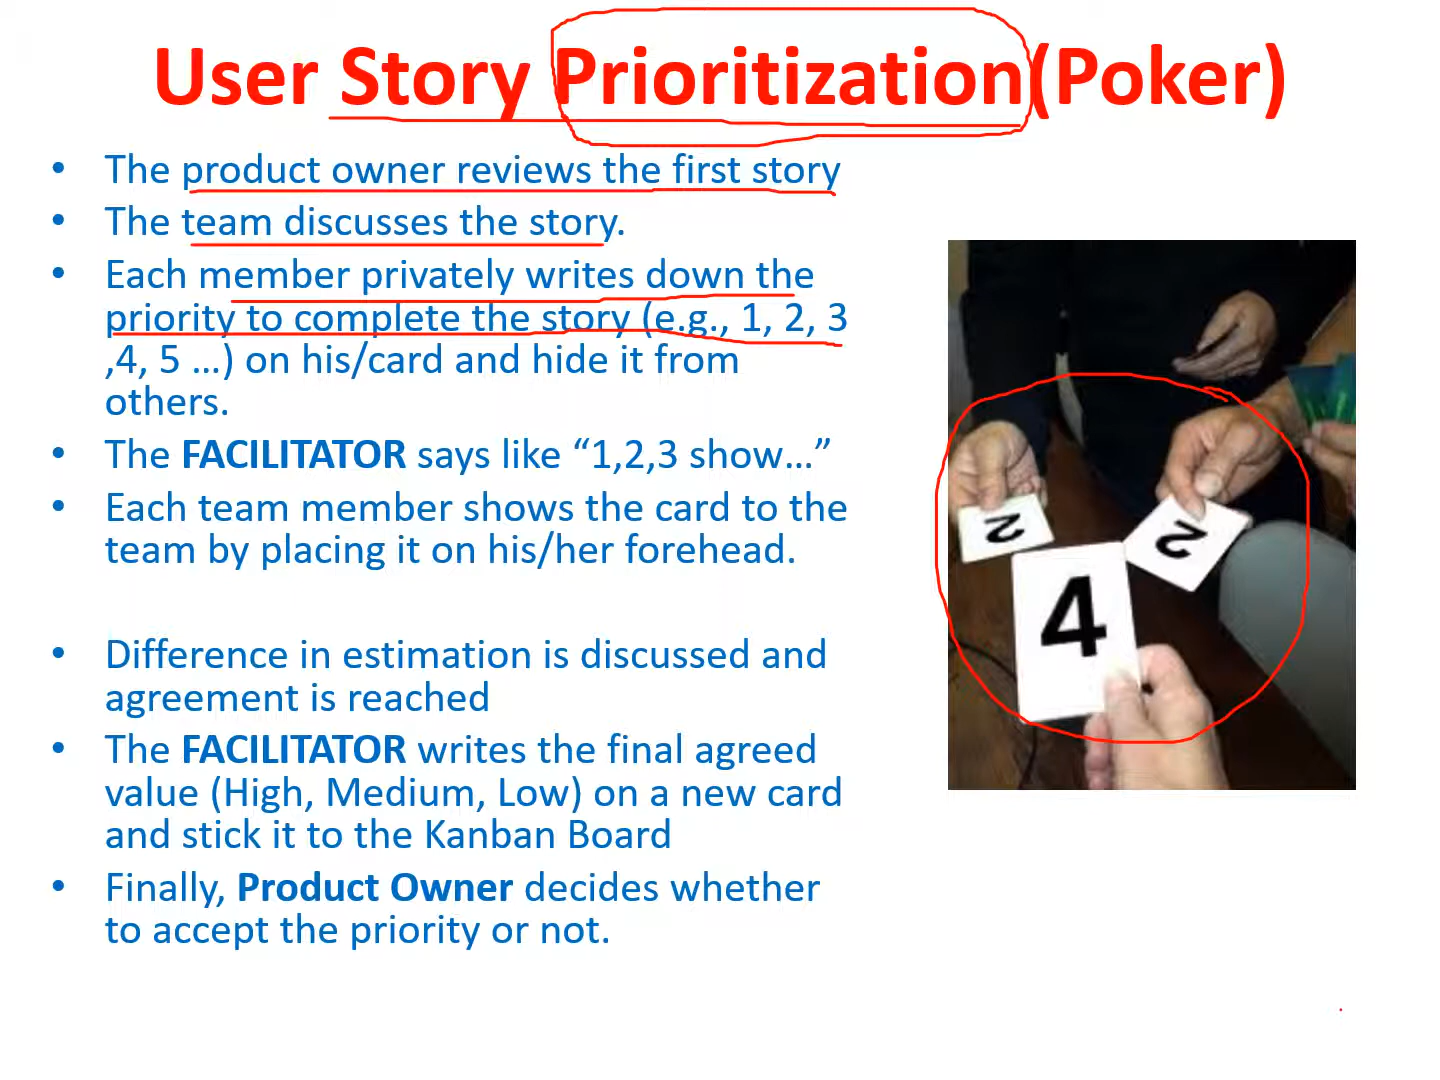 User Story Prioritization(Poker)
• The product owner reviews the first story
• The team discusses the story.
• Each member privately writes down the
priority to complete the story (e.g., 1, 2, 3
,4, 5 ...) on his/card and hide it from
others.
• The FACILITATOR says like “1,2,3 show...”
• Each team member shows the card to the
team by placing it on his/her forehead.
• Difference in estimation is discussed and
agreement is reached
• The FACILITATOR writes the final agreed
value (High, Medium, Low) on a new card
and stick it to the Kanban Board
• Finally, Product Owner decides whether
to accept the priority or not.
2
2
4